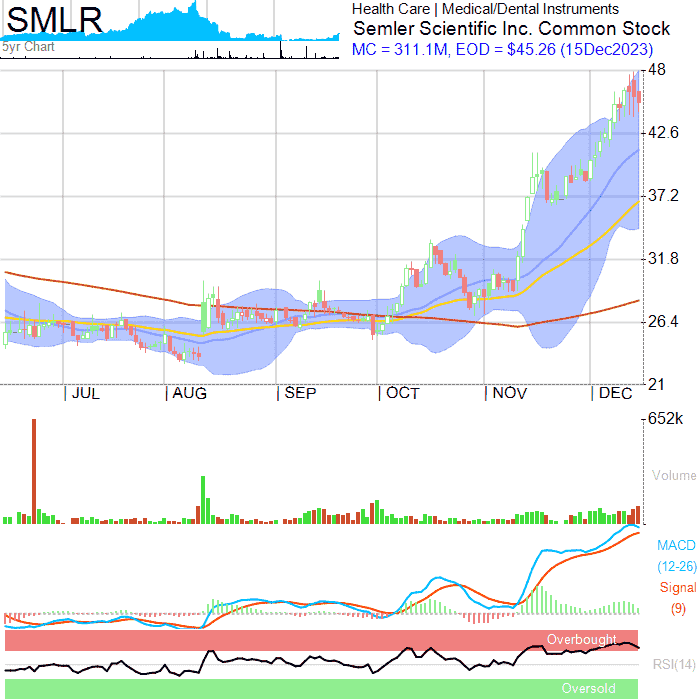 SMLR
5yr Chart
Health Care | Medical/Dental Instruments
Semler Scientific Inc. Common Stock
MC = 311.1M, EOD = $45.26 (15Dec2023)
48
42.6
37.2
31.8
26.4
21
JUL AUG SEP OCT NOV DEC
652k
Volume
MACD
(12-26)
Signal
(9)
Overbought
RSI(14)
Oversold